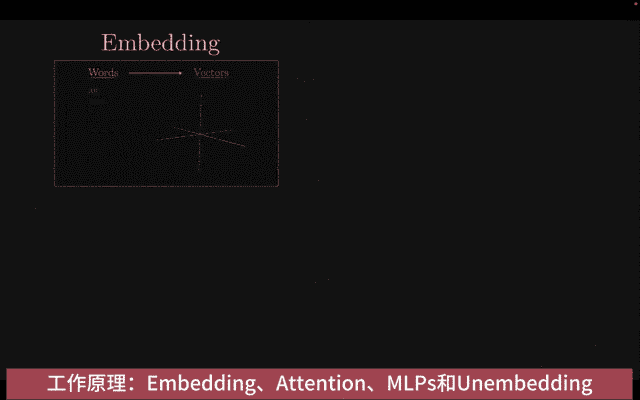 Embedding
Words
Vectors
工作原理：Embedding、Attention、MLPs和Unembedding